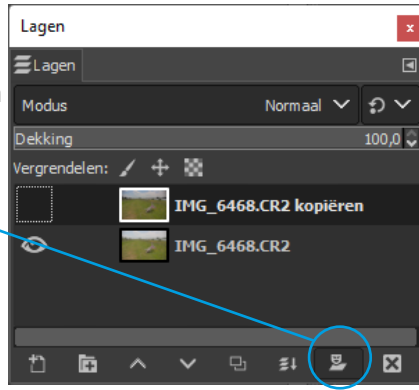 Lagen
x
Lagen
Modus Normaal
Dekking 100,0
Vergrendelen:
IMG_6468.CR2 kopiëren
IMG_6468.CR2